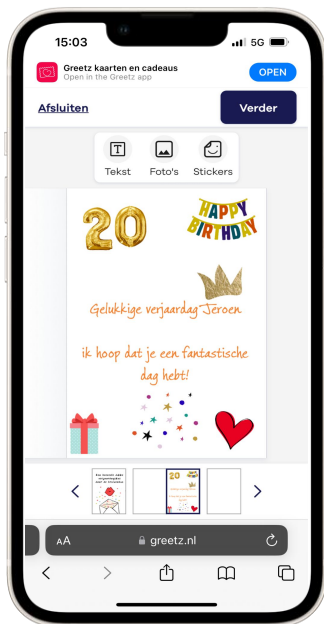 15:03
5G
Greetz kaarten en cadeaus
Open in the Greetz app
OPEN
Afsluiten
Verder
T
Tekst
Foto's
Stickers
20
HAPPY
BIRTHDAY
Gelukkige verjaardag Jeroen
ik hoop dat je een fantastische
dag hebt!
20
AA
greetz.nl